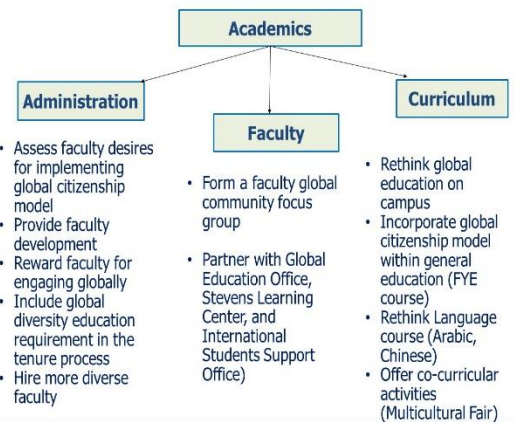 Academics
Administration
• Assess faculty desires
for implementing
global citizenship
model
• Provide faculty
development
• Reward faculty for
engaging globally
• Include global
diversity education
requirement in the
tenure process
• Hire more diverse
faculty
Faculty
• Form a faculty global
community focus
group
• Partner with Global
Education Office,
Stevens Learning
Center, and
International
Students Support
Office)
Curriculum
• Rethink global
education on
campus
• Incorporate global
citizenship model
within general
education (FYE
course)
• Rethink Language
course (Arabic,
Chinese)
• Offer co-curricular
activities
(Multicultural Fair)